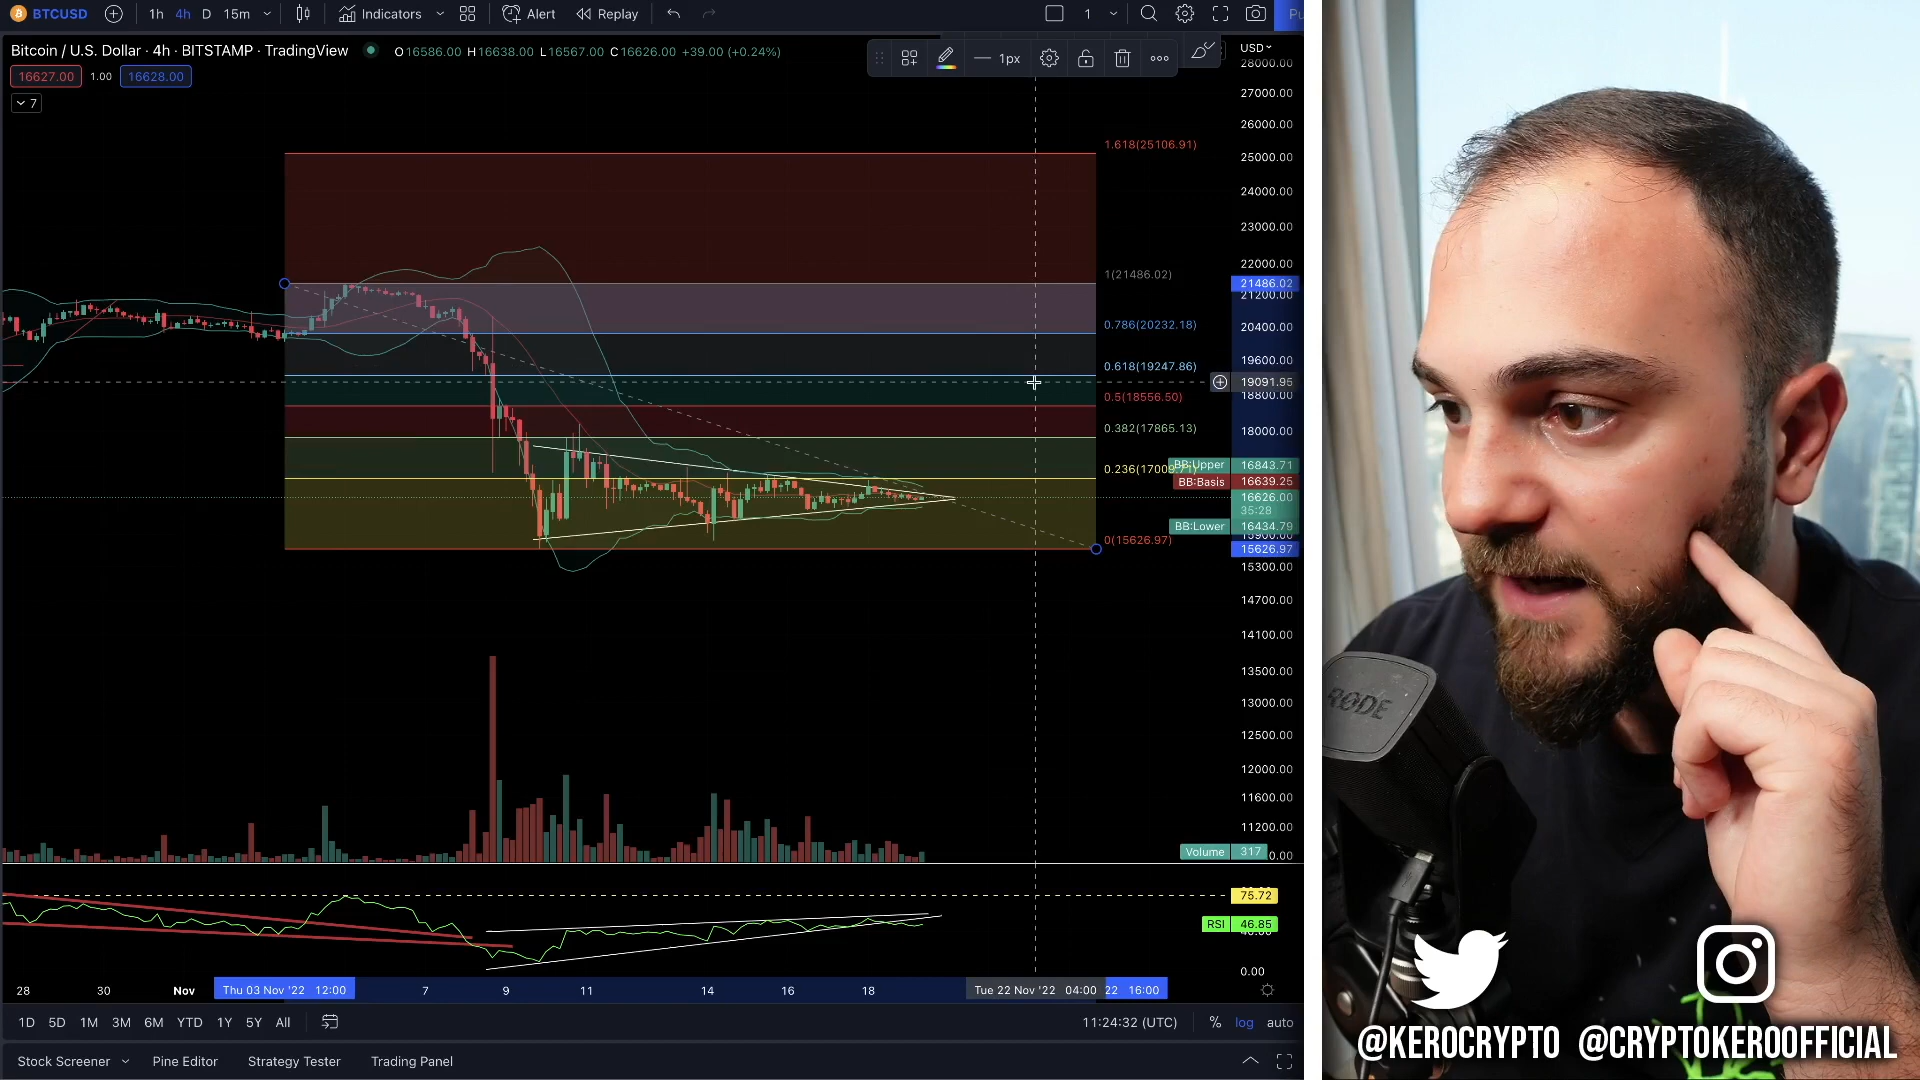 BTCUSD 1h 4h D 15m Indicators Alert Replay 1 Pu
Bitcoin / U.S. Dollar · 4h · BITSTAMP · TradingView O16586.00 H16638.00 L16567.00 C16626.00 +39.00 (+0.24%)
16627.00 1.00 16628.00
7
1px
USD
28000.00
27000.00
26000.00
25000.00
24000.00
23000.00
22000.00
21486.02
21200.00
20400.00
19600.00
19091.95
18800.00
18000.00
BB:Upper 16843.71
BB:Basis 16639.25
16626.00
35:28
BB:Lower 16434.79
15900.00
15626.97
15300.00
14700.00
14100.00
13500.00
13000.00
12500.00
12000.00
11600.00
11200.00
Volume 317
0.00
1.618(25106.91)
1(21486.02)
0.786(20232.18)
0.618(19247.86)
0.5(18556.50)
0.382(17865.13)
0(15626.97)
75.72
RSI 46.85
0.00
28 30 Nov Thu 03 Nov '22 12:00 7 9 11 14 16 18 Tue 22 Nov '22 04:00 22 16:00
1D 5D 1M 3M 6M YTD 1Y 5Y All 11:24:32 (UTC) % log auto
Stock Screener Pine Editor Strategy Tester Trading Panel
RØDE
@KEROCRYPTO @CRYPTOKEROOFFICIAL